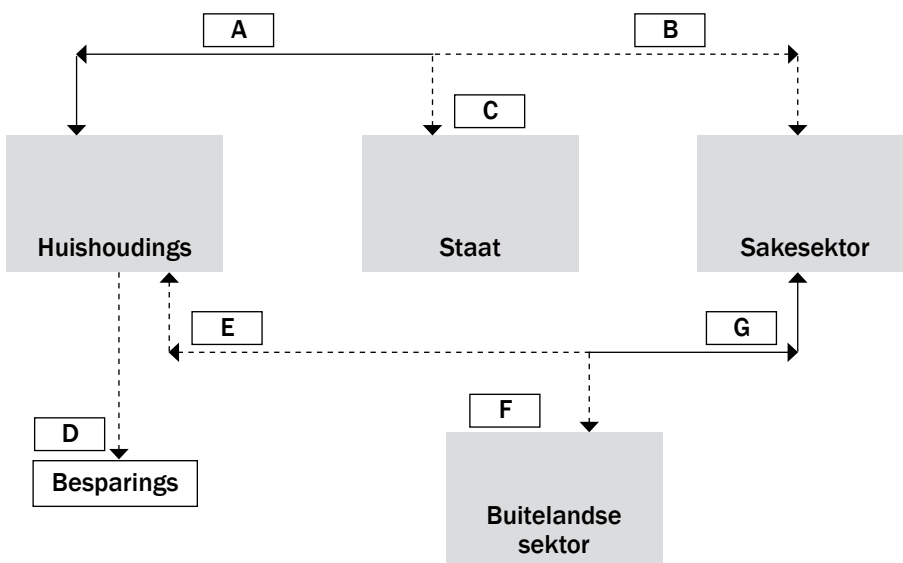 A
B
C
Huishoudings
Staat
Sakesektor
E
G
F
D
Besparings
Buitelandse
sektor